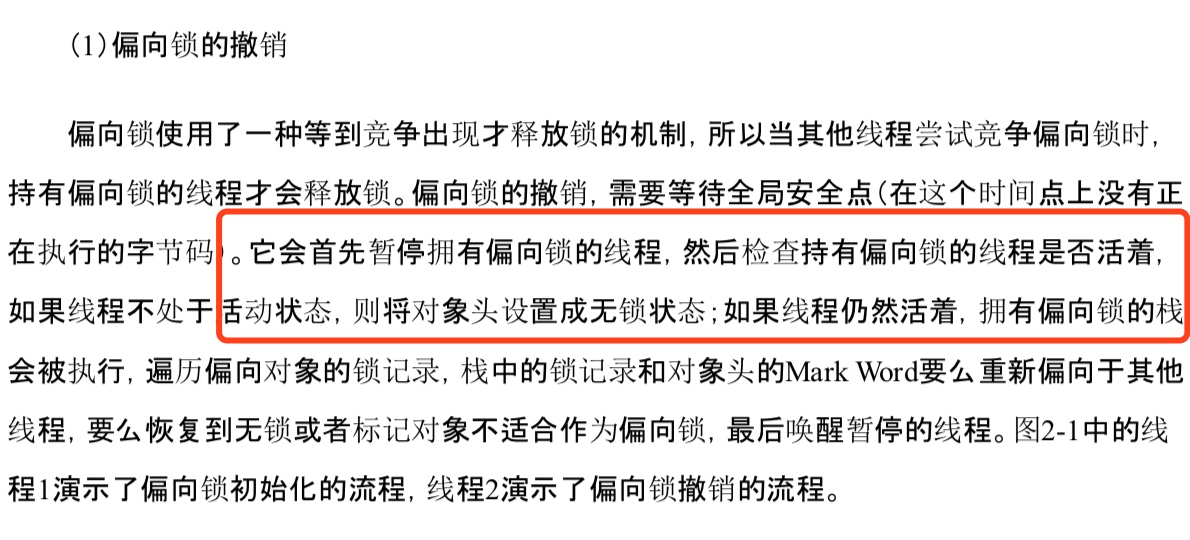 (1)偏向锁的撤销
偏向锁使用了一种等到竞争出现才释放锁的机制，所以当其他线程尝试竞争偏向锁时，
持有偏向锁的线程才会释放锁。偏向锁的撤销，需要等待全局安全点(在这个时间点上没有正
在执行的字节码)。它会首先暂停拥有偏向锁的线程，然后检查持有偏向锁的线程是否活着，
如果线程不处于活动状态，则将对象头设置成无锁状态;如果线程仍然活着，拥有偏向锁的栈
会被执行，遍历偏向对象的锁记录，栈中的锁记录和对象头的Mark Word要么重新偏向于其他
线程，要么恢复到无锁或者标记对象不适合作为偏向锁，最后唤醒暂停的线程。图2-1中的线
程1演示了偏向锁初始化的流程，线程2演示了偏向锁撤销的流程。